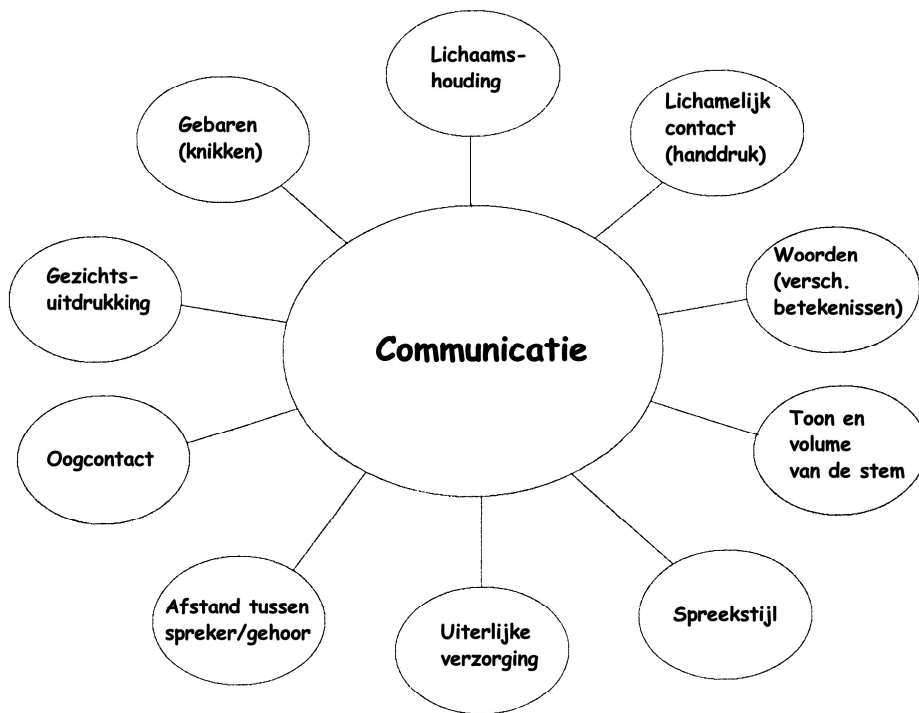 Lichaams-
houding
Lichamelijk
contact
(handdruk)
Gebaren
(knikken)
Woorden
(versch.
betekenissen)
Gezichts-
uitdrukking
Communicatie
Toon en
volume
van de stem
Oogcontact
Afstand tussen
spreker/gehoor
Spreekstijl
Uiterlijke
verzorging